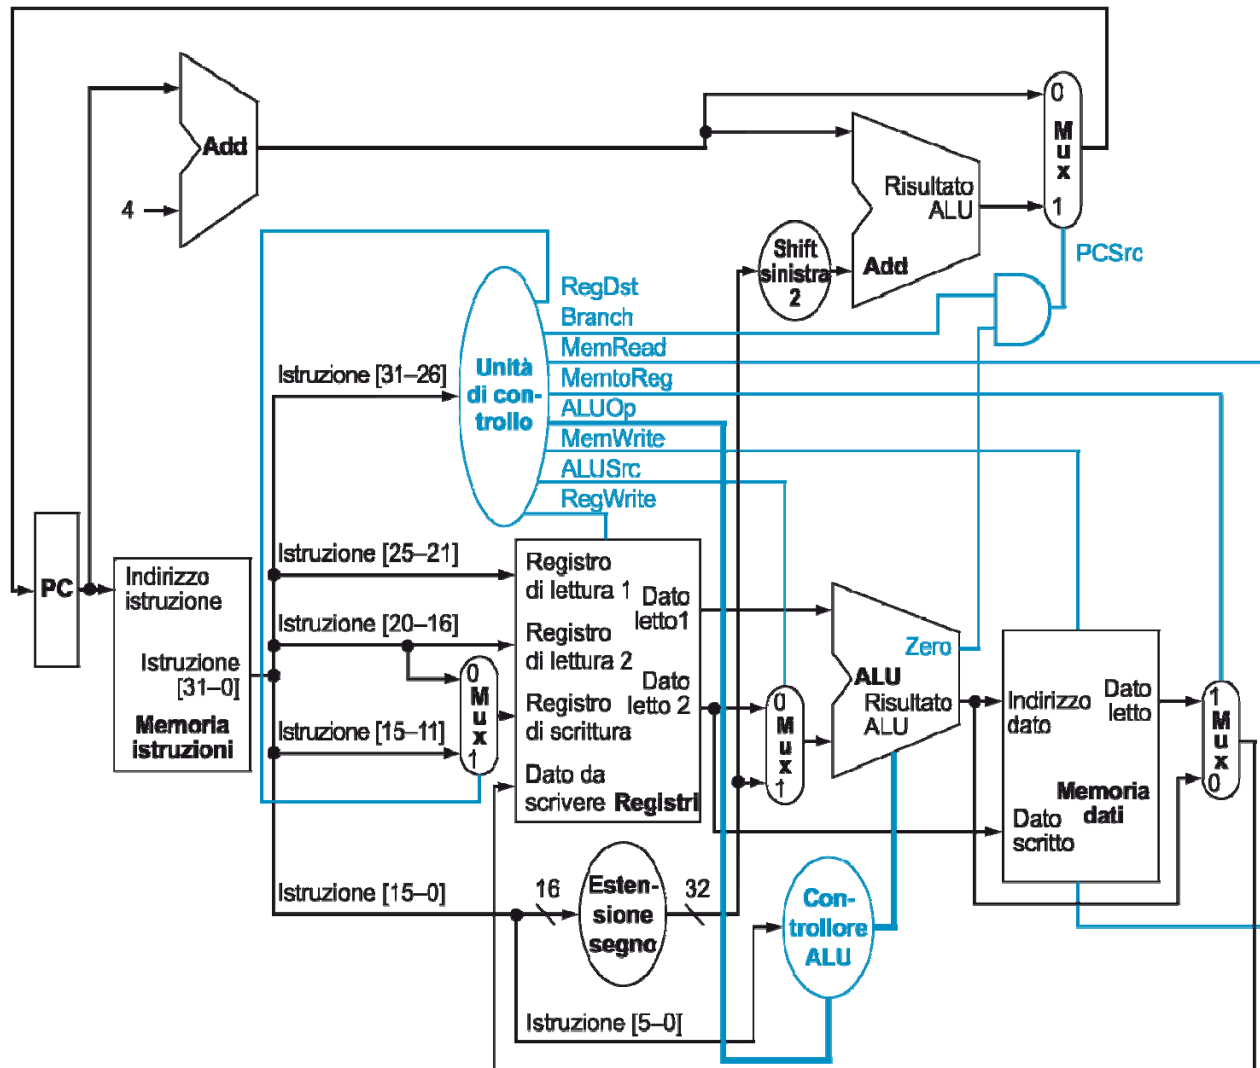 0
M
u
x
1
Add
4
Risultato
ALU
Add
Shift
sinistra
2
PCSrc
RegDst
Branch
MemRead
MemtoReg
ALUOp
MemWrite
ALUSrc
RegWrite
Unità
di con-
trollo
Istruzione [31–26]
PC
Indirizzo
istruzione
Istruzione
[31–0]
Memoria
istruzioni
Istruzione [25–21]
Istruzione [20–16]
Istruzione [15–11]
0
M
u
x
1
Registro
di lettura 1
Registro
di lettura 2
Registro
di scrittura
Dato da
scrivere
Registri
Dato
letto1
Dato
letto 2
0
M
u
x
1
Zero
ALU
Risultato
ALU
Indirizzo
dato
Dato
letto
Memoria
dati
Dato
scritto
1
M
u
x
0
Istruzione [15–0]
16
Esten-
sione
segno
32
Con-
trollore
ALU
Istruzione [5–0]